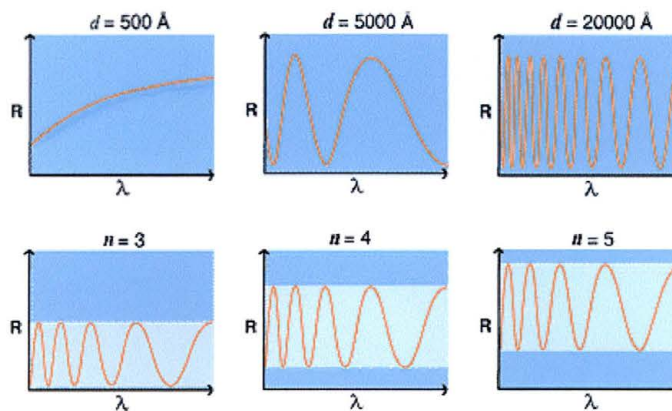 d = 500 Å
d = 5000 Å
d = 20000 Å
R
R
R
λ
λ
λ
n = 3
n = 4
n = 5
R
R
R
λ
λ
λ